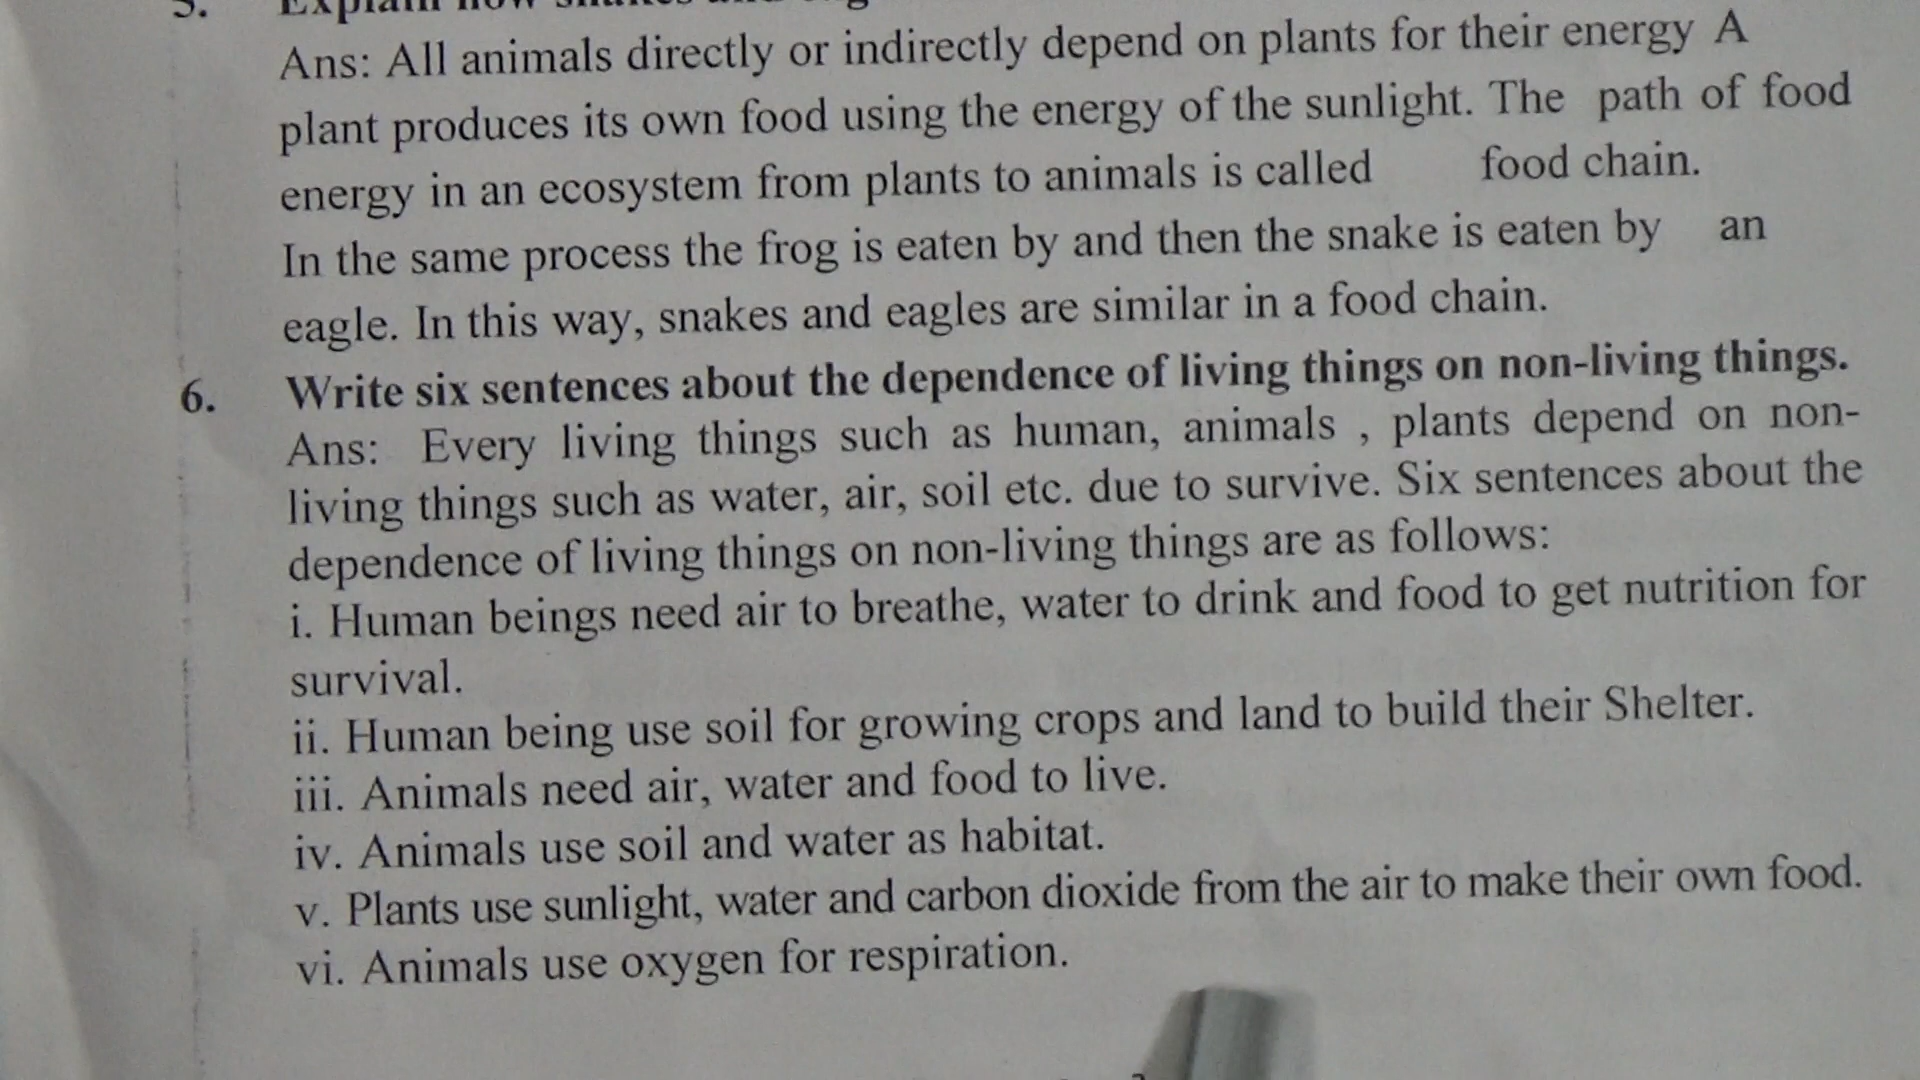 5. Explain how snakes and
Ans: All animals directly or indirectly depend on plants for their energy A
plant produces its own food using the energy of the sunlight. The path of food
energy in an ecosystem from plants to animals is called food chain.
In the same process the frog is eaten by and then the snake is eaten by an
eagle. In this way, snakes and eagles are similar in a food chain.
6. Write six sentences about the dependence of living things on non-living things.
Ans: Every living things such as human, animals , plants depend on non-
living things such as water, air, soil etc. due to survive. Six sentences about the
dependence of living things on non-living things are as follows:
i. Human beings need air to breathe, water to drink and food to get nutrition for
survival.
ii. Human being use soil for growing crops and land to build their Shelter.
iii. Animals need air, water and food to live.
iv. Animals use soil and water as habitat.
v. Plants use sunlight, water and carbon dioxide from the air to make their own food.
vi. Animals use oxygen for respiration.